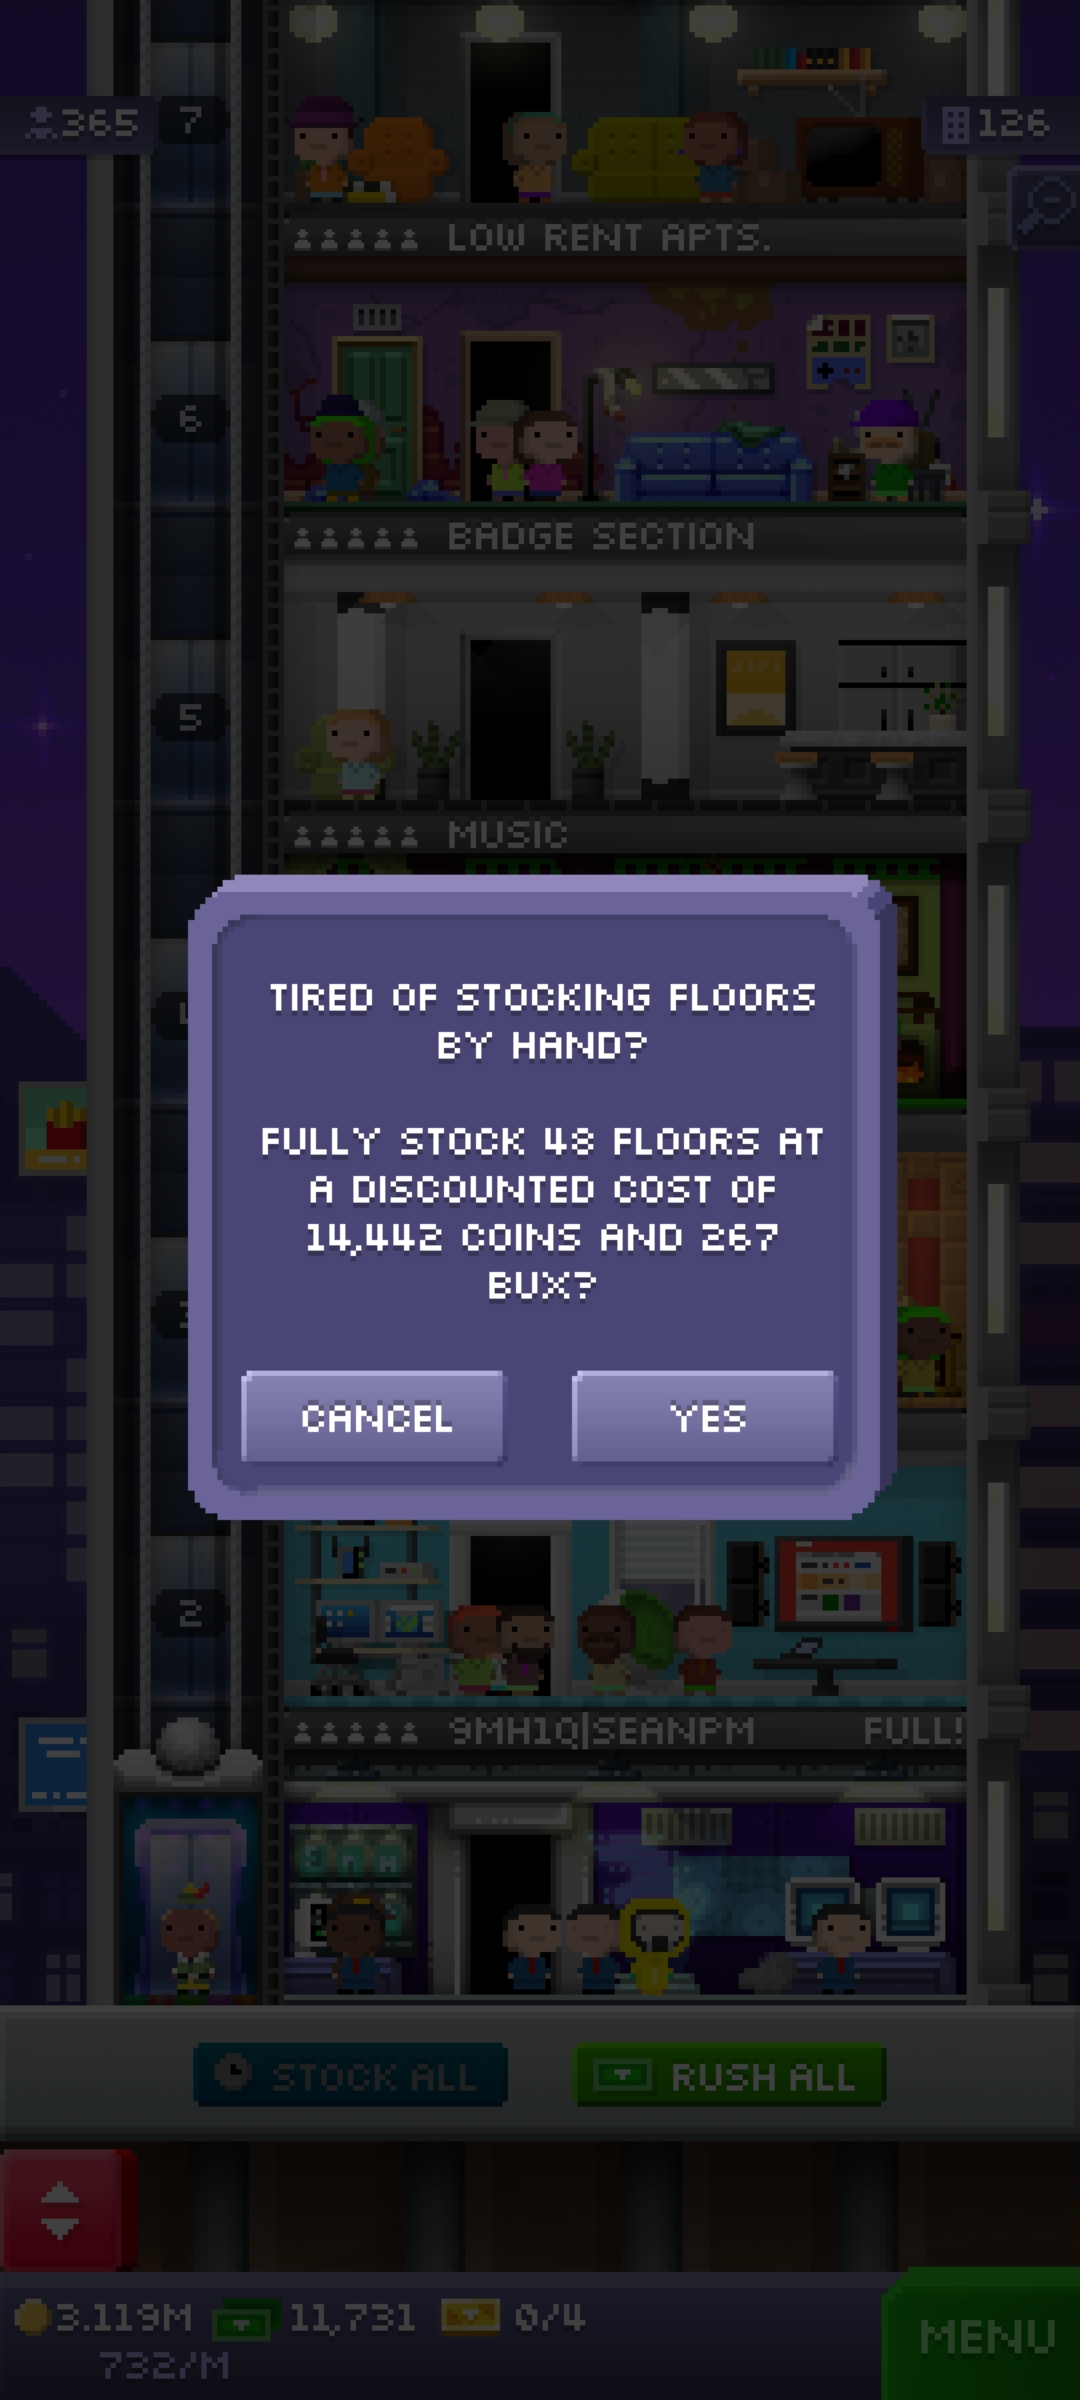 365
7
126
LOW RENT APTS.
6
BADGE SECTION
5
MUSIC
TIRED OF STOCKING FLOORS
BY HAND?
FULLY STOCK 48 FLOORS AT
A DISCOUNTED COST OF
14,442 COINS AND 267
BUX?
CANCEL
YES
2
9MH1Q|SEANPM
FULL!
STOCK ALL
RUSH ALL
3.119M
11,731
0/4
732/M
MENU